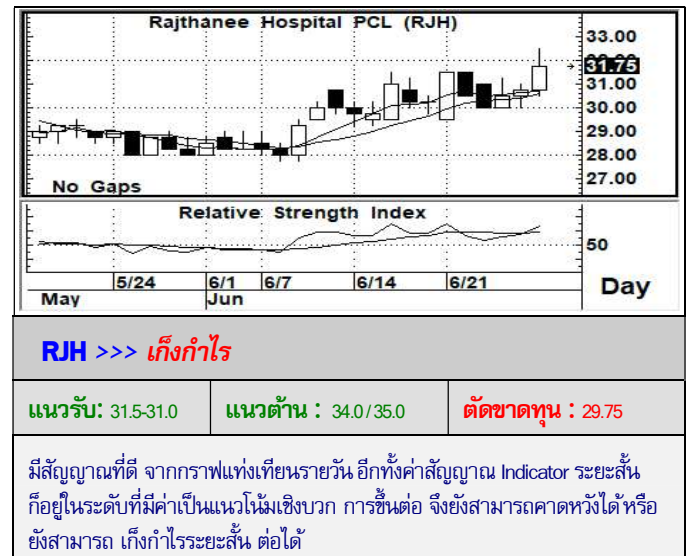 Rajthanee Hospital PCL (RJH)
33.00
31.75
31.00
30.00
29.00
28.00
27.00
No Gaps
Relative Strength Index
50
5/24 6/1 6/7 6/14 6/21
May Jun
Day
RJH >>> เก็งกำไร
แนวรับ: 31.5-31.0 แนวต้าน : 34.0/35.0 ตัดขาดทุน : 29.75
มีสัญญาณที่ดี จากกราฟแท่งเทียนรายวัน อีกทั้งค่าสัญญาณ Indicator ระยะสั้น
ก็อยู่ในระดับที่มีค่าเป็นแนวโน้มเชิงบวก การขึ้นต่อ จึงยังสามารถคาดหวังได้ หรือ
ยังสามารถ เก็งกำไรระยะสั้น ต่อได้